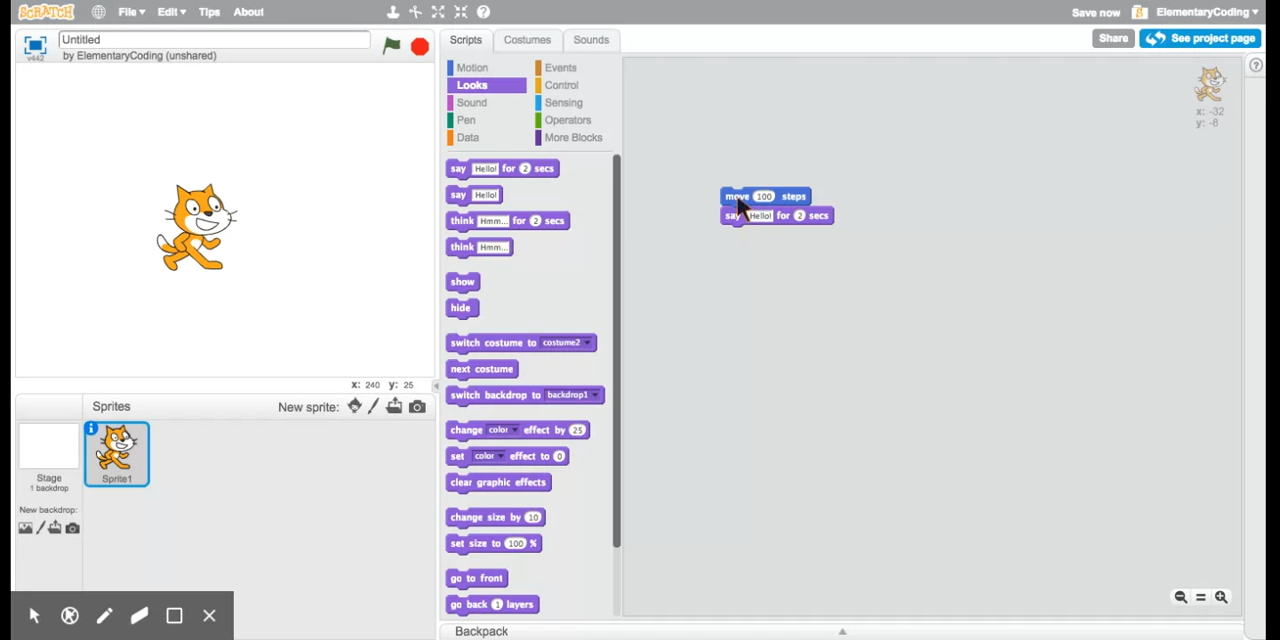 SCRATCH File Edit Tips About Save now ElementaryCoding
Share See project page
v442 Untitled
by ElementaryCoding (unshared)
Scripts Costumes Sounds
Motion Events
Looks Control
Sound Sensing
Pen Operators
Data More Blocks
say Hello! for 2 secs
say Hello!
think Hmm... for 2 secs
think Hmm...
show
hide
switch costume to costume2
next costume
switch backdrop to backdrop1
change color effect by 25
set color effect to 0
clear graphic effects
change size by 10
set size to 100 %
go to front
go back 1 layers
move 100 steps
say Hello! for 2 secs
x: -32
y: -8
x: 240 y: 25
Sprites New sprite:
Sprite1
Stage
1 backdrop
New backdrop:
Backpack